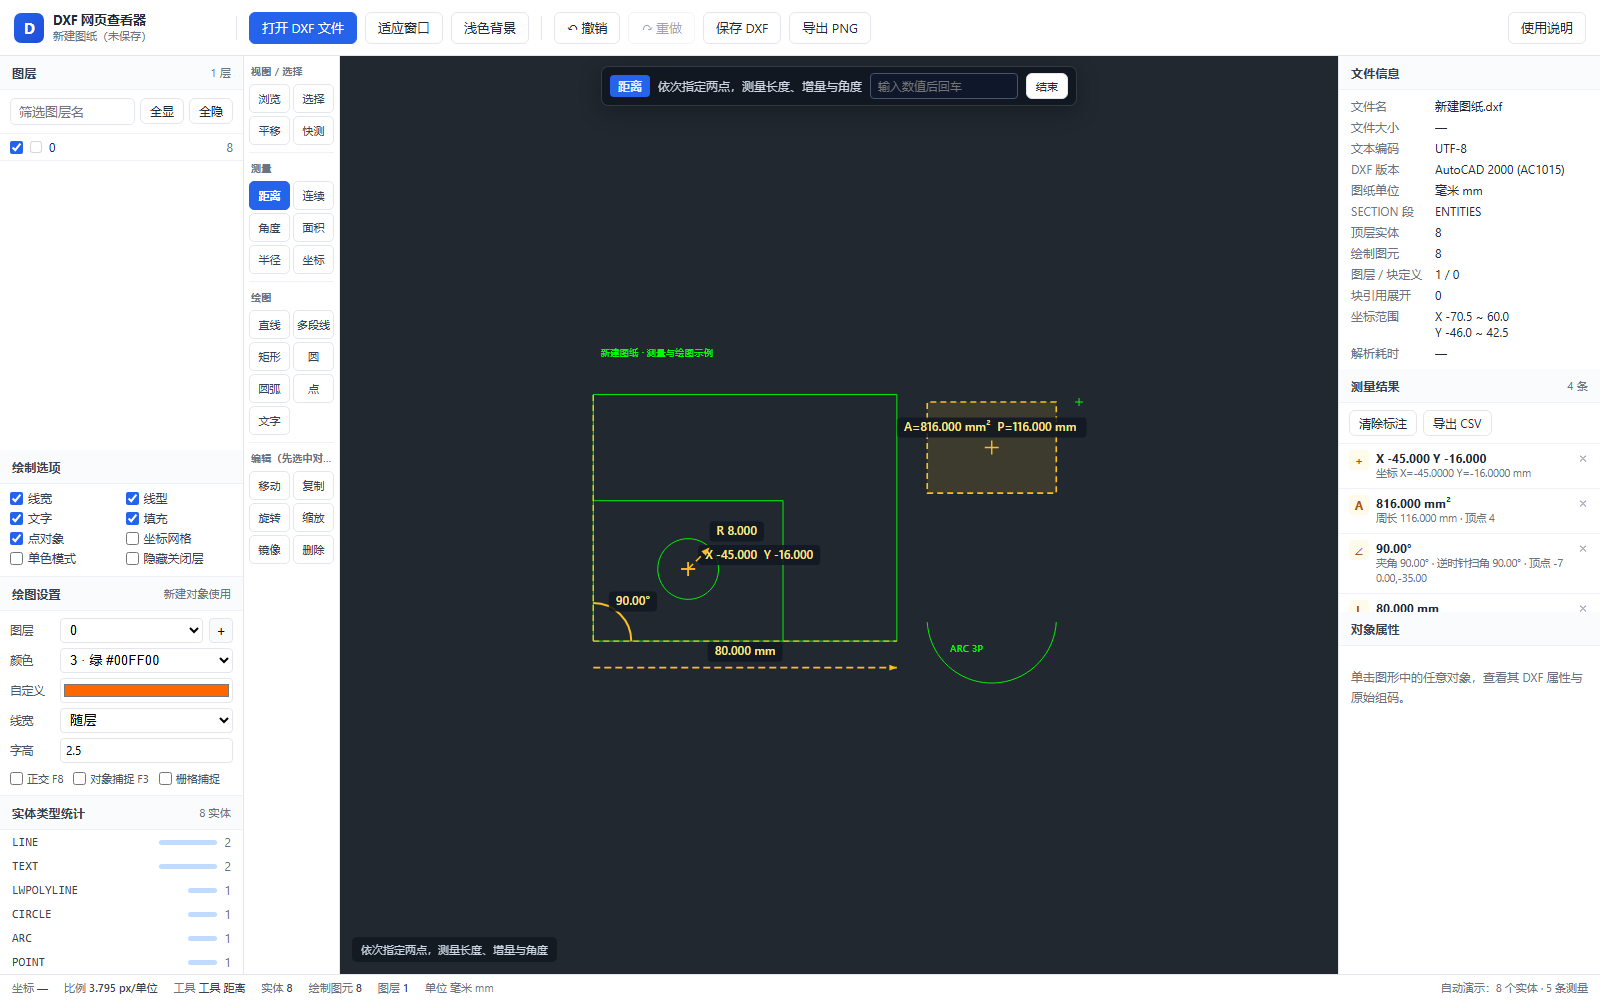 D
DXF 网页查看器
新建图纸（未保存）
打开 DXF 文件
适应窗口
浅色背景
↶ 撤销
↷ 重做
保存 DXF
导出 PNG
使用说明
图层
1 层
筛选图层名
全显
全隐
0
8
绘制选项
线宽
线型
文字
填充
点对象
坐标网格
单色模式
隐藏关闭层
绘图设置
新建对象使用
图层
0
+
颜色
3 · 绿 #00FF00
自定义
线宽
随层
字高
2.5
正交 F8
对象捕捉 F3
栅格捕捉
实体类型统计
8 实体
LINE
2
TEXT
2
LWPOLYLINE
1
CIRCLE
1
ARC
1
POINT
1
视图 / 选择
浏览
选择
平移
快测
测量
距离
连续
角度
面积
半径
坐标
绘图
直线
多段线
矩形
圆
圆弧
点
文字
编辑（先选中对...
移动
复制
旋转
缩放
镜像
删除
距离
依次指定两点，测量长度、增量与角度
输入数值后回车
结束
新建图纸 · 测量与绘图示例
A=816.000 mm² P=116.000 mm
R 8.000
X -45.000 Y -16.000
90.00°
80.000 mm
ARC 3P
依次指定两点，测量长度、增量与角度
文件信息
文件名
新建图纸.dxf
文件大小
—
文本编码
UTF-8
DXF 版本
AutoCAD 2000 (AC1015)
图纸单位
毫米 mm
SECTION 段
ENTITIES
顶层实体
8
绘制图元
8
图层 / 块定义
1 / 0
块引用展开
0
坐标范围
X -70.5 ~ 60.0
Y -46.0 ~ 42.5
解析耗时
—
测量结果
4 条
清除标注
导出 CSV
+
X -45.000 Y -16.000
坐标 X=-45.0000 Y=-16.0000 mm
×
A
816.000 mm²
周长 116.000 mm · 顶点 4
×
∠
90.00°
夹角 90.00° · 逆时针扫角 90.00° · 顶点 -7
0.00,-35.00
×
80.000 mm
×
对象属性
单击图形中的任意对象，查看其 DXF 属性与
原始组码。
坐标 —
比例 3.795 px/单位
工具 工具 距离
实体 8
绘制图元 8
图层 1
单位 毫米 mm
自动演示：8 个实体 · 5 条测量